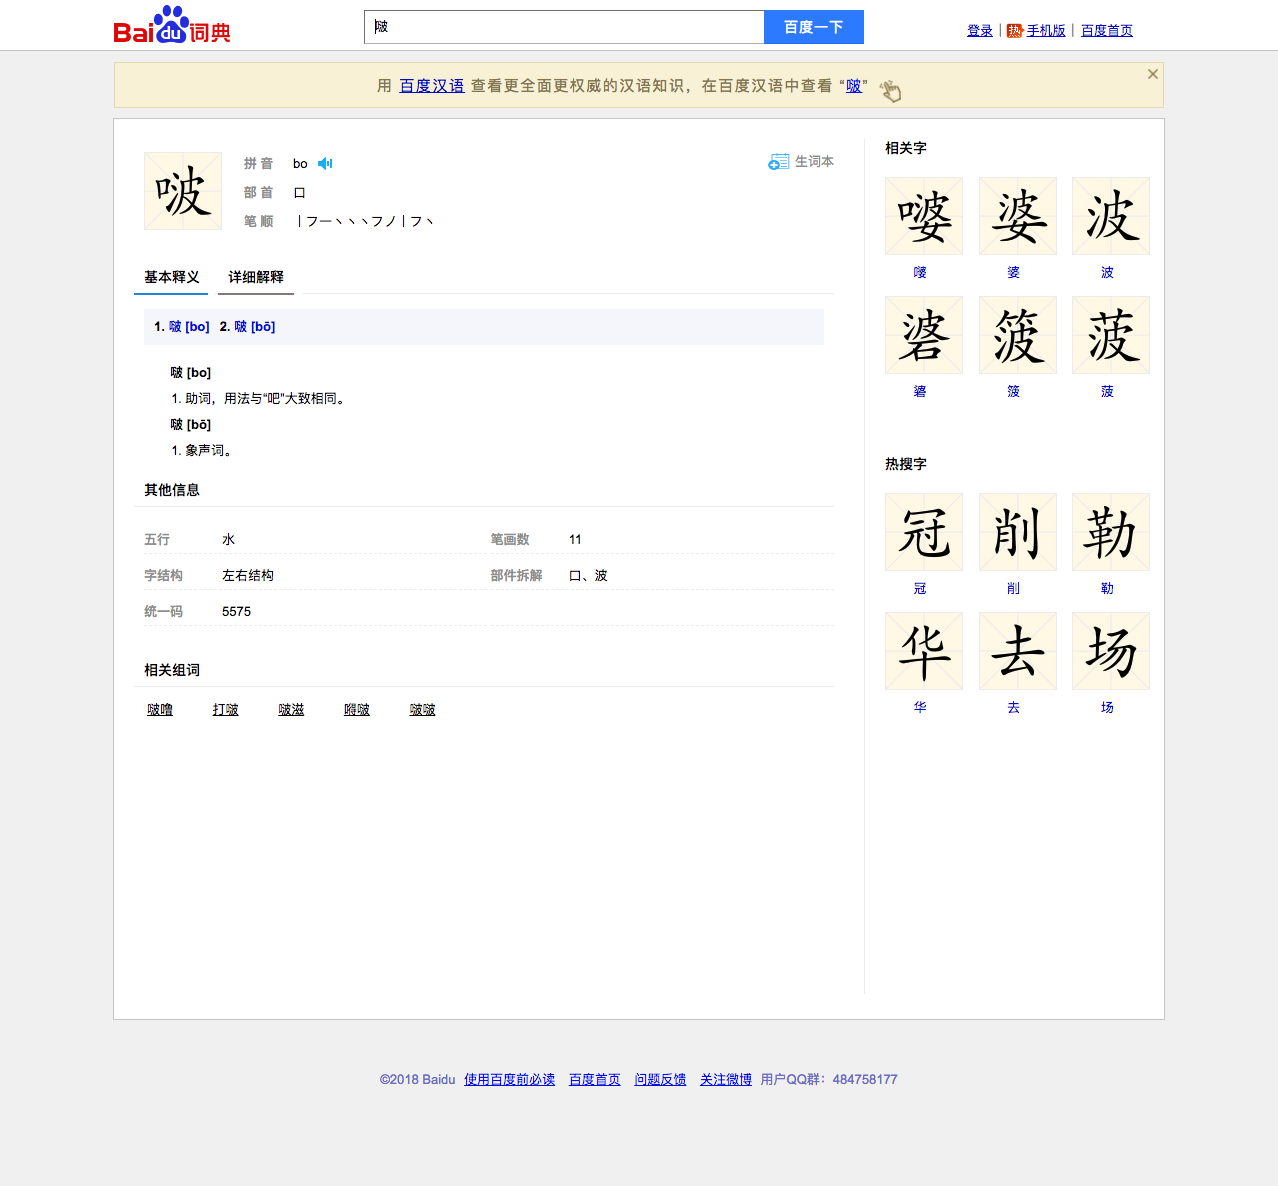 Bai du 词典
啵
百度一下
登录 | 热 手机版 | 百度首页
用 百度汉语 查看更全面更权威的汉语知识，在百度汉语中查看 “啵”
啵
拼 音 bo
部 首 口
笔 顺 丨フ一丶丶丶フノ丨フ丶
生词本
基本释义 详细解释
1. 啵 [bo] 2. 啵 [bō]
啵 [bo]
1. 助词，用法与“吧”大致相同。
啵 [bō]
1. 象声词。
其他信息
五行 水 笔画数 11
字结构 左右结构 部件拆解 口、波
统一码 5575
相关组词
啵噜 打啵 啵滋 嘚啵 啵啵
相关字
嘙 婆 波
嘙 婆 波
碆 箥 菠
碆 箥 菠
热搜字
冠 削 勒
冠 削 勒
华 去 场
华 去 场
©2018 Baidu 使用百度前必读 百度首页 问题反馈 关注微博 用户QQ群：484758177